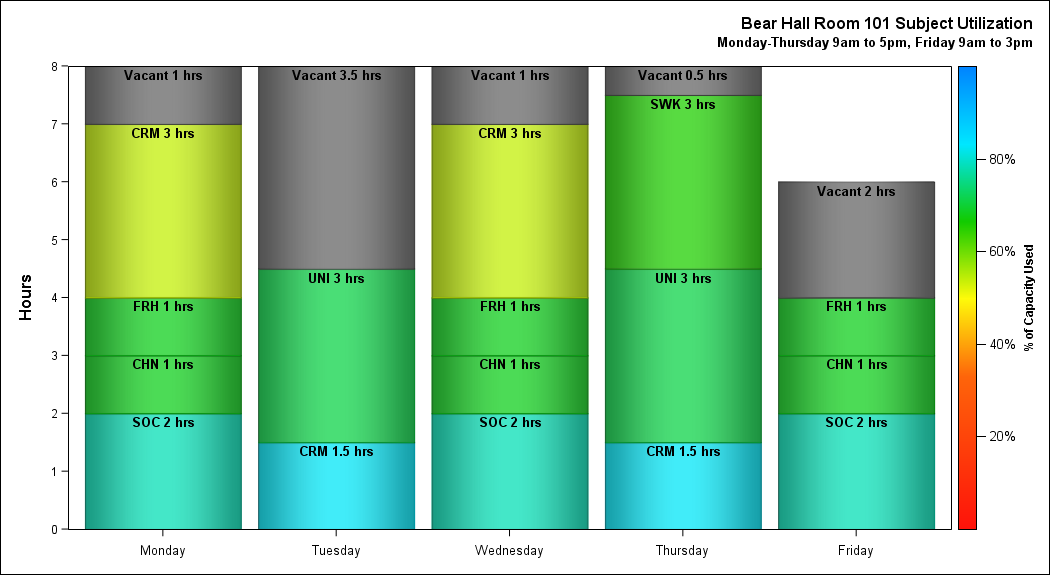 Bear Hall Room 101 Subject Utilization
Monday-Thursday 9am to 5pm, Friday 9am to 3pm
Hours
8
7
6
5
4
3
2
1
0
Vacant 1 hrs
CRM 3 hrs
FRH 1 hrs
CHN 1 hrs
SOC 2 hrs
Vacant 3.5 hrs
UNI 3 hrs
CRM 1.5 hrs
Vacant 1 hrs
CRM 3 hrs
FRH 1 hrs
CHN 1 hrs
SOC 2 hrs
Vacant 0.5 hrs
SWK 3 hrs
UNI 3 hrs
CRM 1.5 hrs
Vacant 2 hrs
FRH 1 hrs
CHN 1 hrs
SOC 2 hrs
Monday
Tuesday
Wednesday
Thursday
Friday
80%
60%
40%
20%
% of Capacity Used